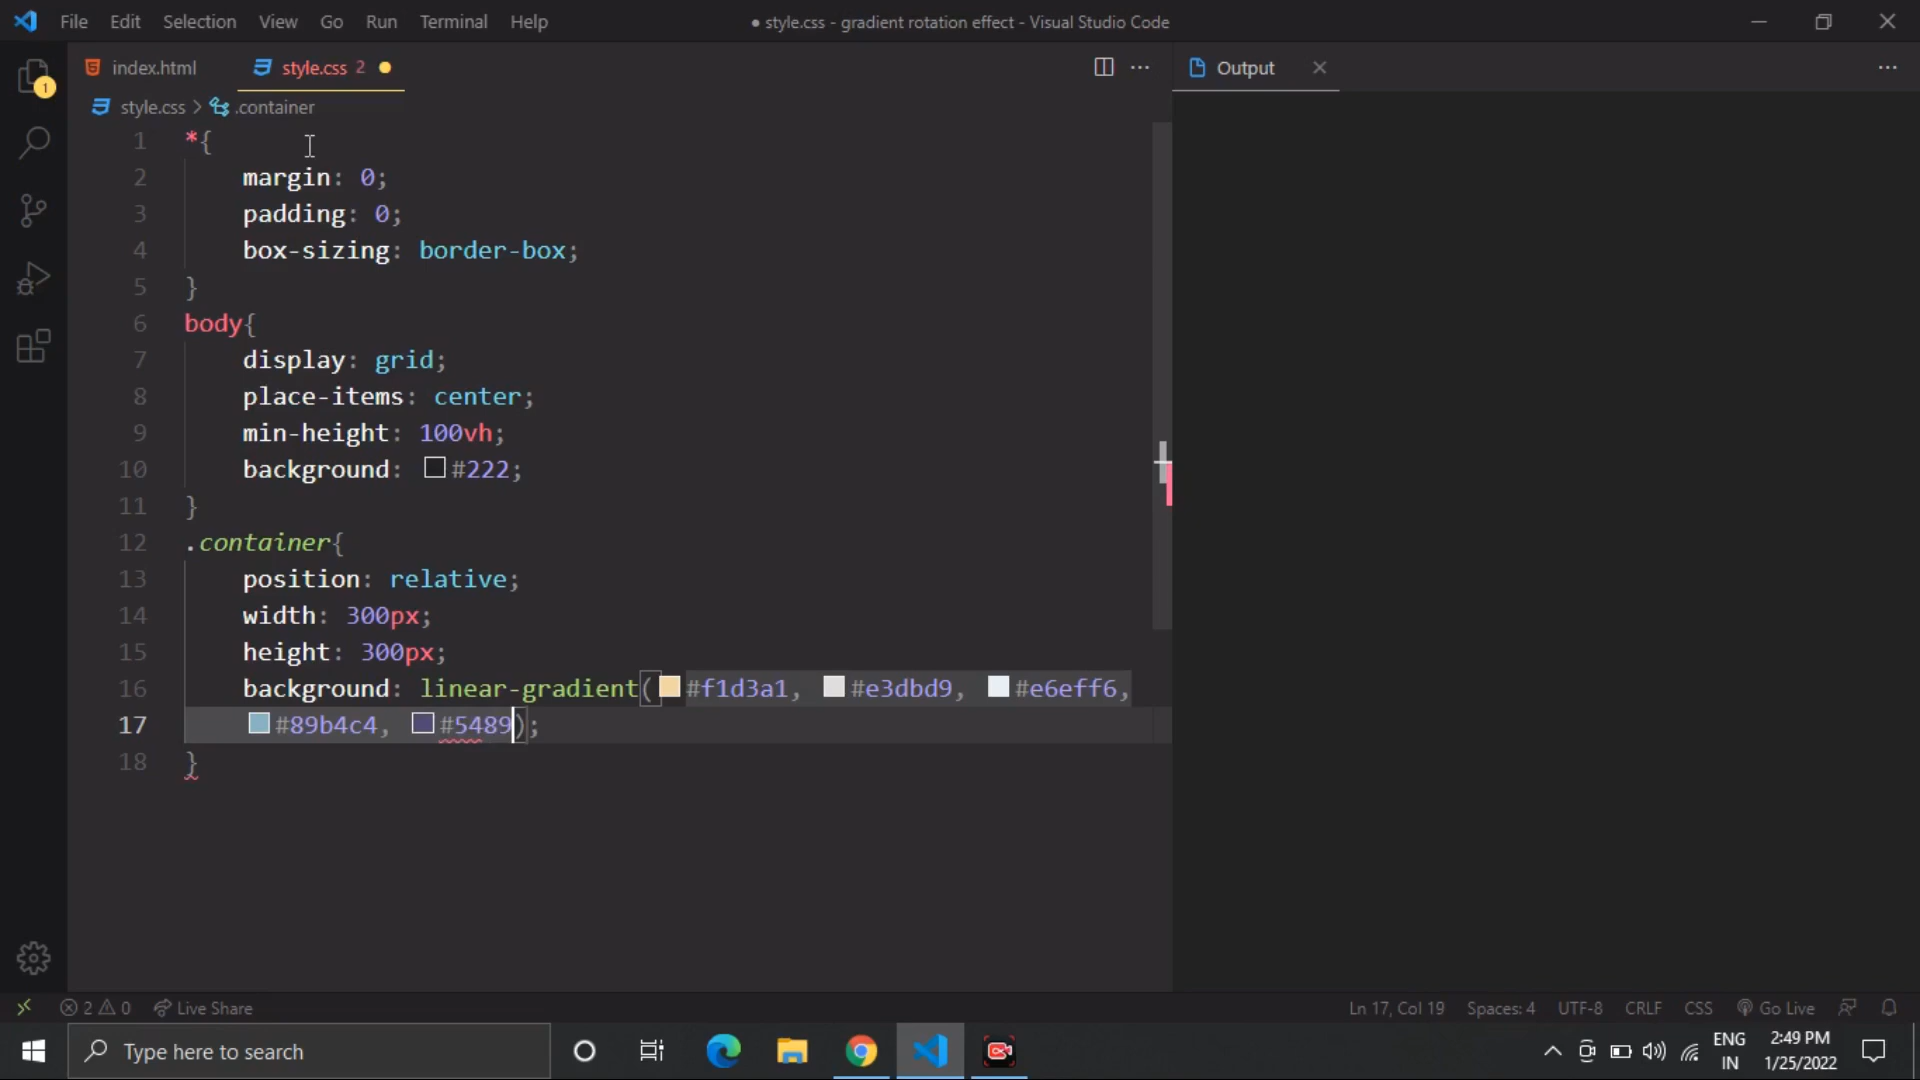 File Edit Selection View Go Run Terminal Help ● style.css - gradient rotation effect - Visual Studio Code
index.html style.css 2 Output
1
style.css > .container
1 *{
2 margin: 0;
3 padding: 0;
4 box-sizing: border-box;
5 }
6 body{
7 display: grid;
8 place-items: center;
9 min-height: 100vh;
10 background: #222;
11 }
12 .container{
13 position: relative;
14 width: 300px;
15 height: 300px;
16 background: linear-gradient(#f1d3a1, #e3dbd9, #e6eff6,
17 #89b4c4, #5489);
18 }
2 0 Live Share Ln 17, Col 19 Spaces: 4 UTF-8 CRLF CSS Go Live
Type here to search
ENG 2:49 PM
IN 1/25/2022